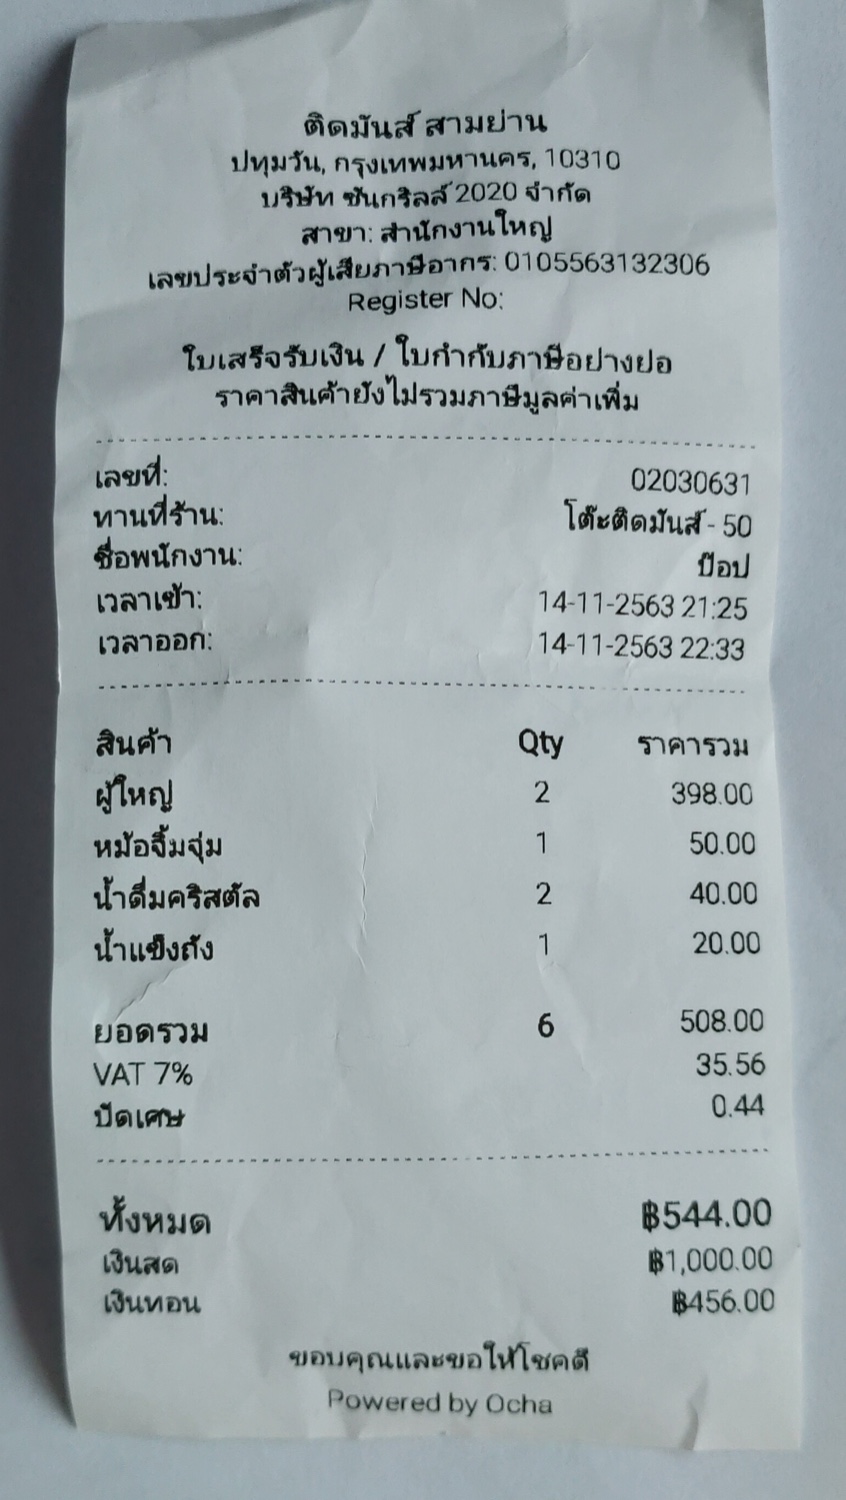 ติดมันส์ สามย่าน
ปทุมวัน, กรุงเทพมหานคร, 10310
บริษัท ซันกริลล์ 2020 จำกัด
สาขา: สำนักงานใหญ่
เลขประจำตัวผู้เสียภาษีอากร: 0105563132306
Register No:
ใบเสร็จรับเงิน / ใบกำกับภาษีอย่างย่อ
ราคาสินค้ายังไม่รวมภาษีมูลค่าเพิ่ม
เลขที่: 02030631
ทานที่ร้าน: โต๊ะติดมันส์ - 50
ชื่อพนักงาน: ป๊อป
เวลาเข้า: 14-11-2563 21:25
เวลาออก: 14-11-2563 22:33
สินค้า Qty ราคารวม
ผู้ใหญ่ 2 398.00
หม้อจิ้มจุ่ม 1 50.00
น้ำดื่มคริสตัล 2 40.00
น้ำแข็งถัง 1 20.00
ยอดรวม 6 508.00
VAT 7% 35.56
ปัดเศษ 0.44
ทั้งหมด ฿544.00
เงินสด ฿1,000.00
เงินทอน ฿456.00
ขอบคุณและขอให้โชคดี
Powered by Ocha